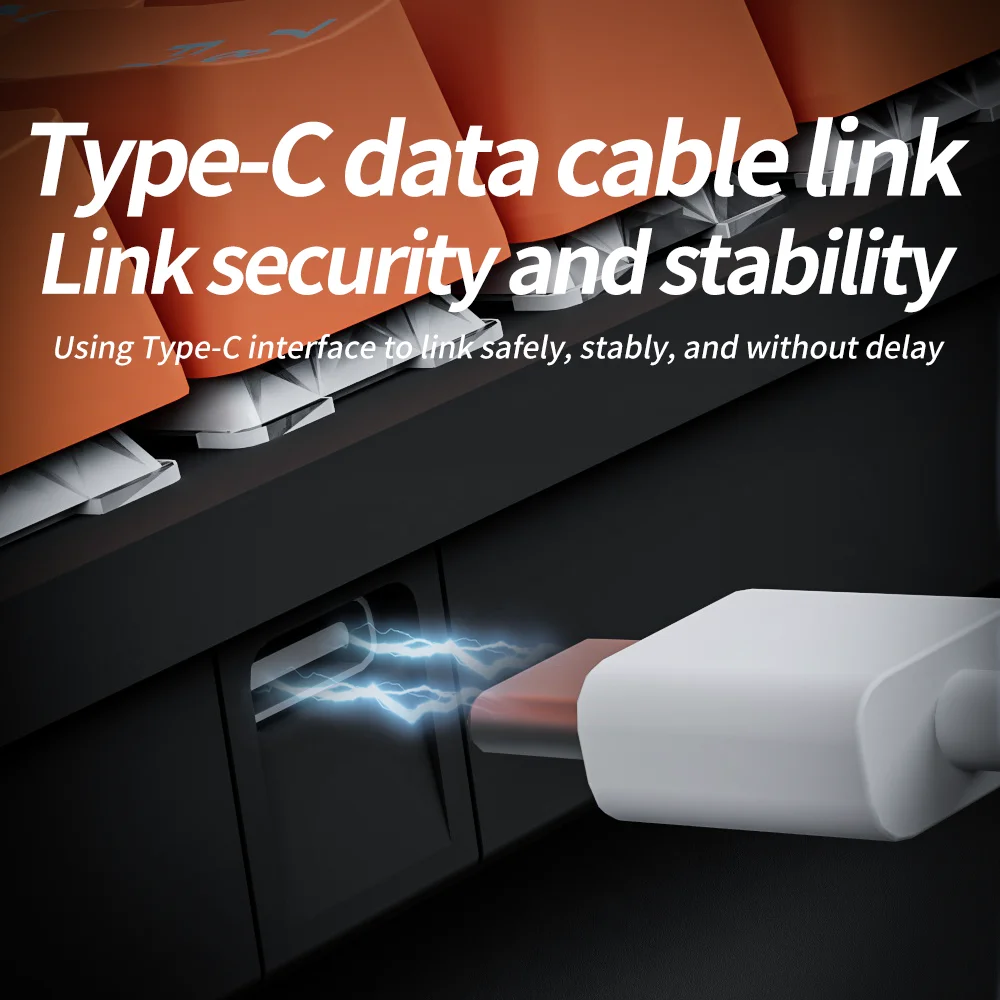 Type-C data cable link
Link security and stability
Using Type-C interface to link safely, stably, and without delay